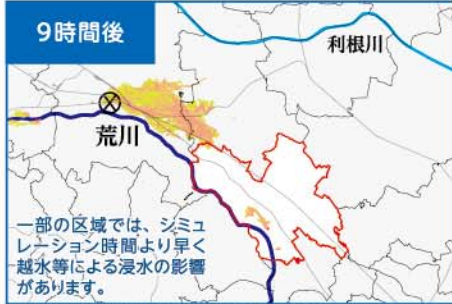 9時間後
利根川
荒川
一部の区域では、シミュ
レーション時間より早く
越水等による浸水の影響
があります。